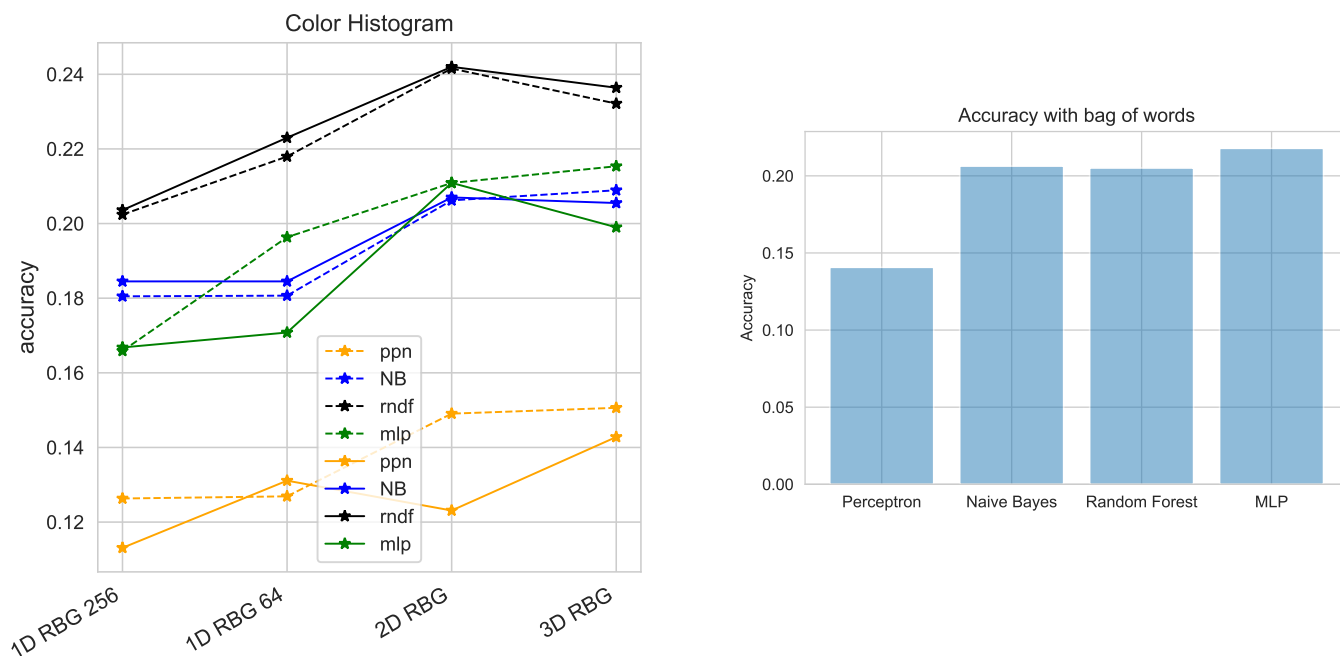 Color Histogram
accuracy
0.24
0.22
0.20
0.18
0.16
0.14
0.12
ppn
NB
rndf
mlp
ppn
NB
rndf
mlp
1D RBG 256
1D RBG 64
2D RBG
3D RBG
Accuracy with bag of words
Accuracy
0.20
0.15
0.10
0.05
0.00
Perceptron
Naive Bayes
Random Forest
MLP